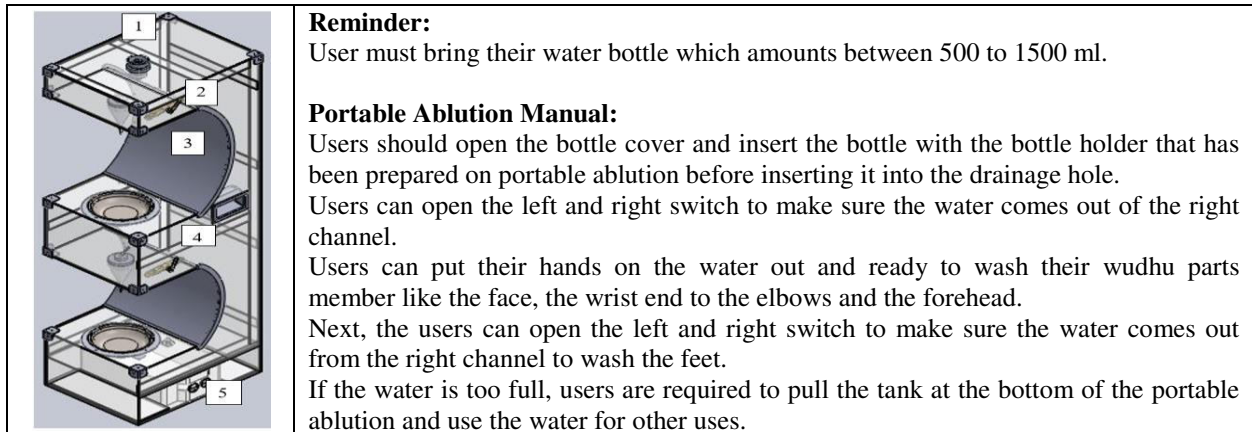 1
2
3
4
5
Reminder:
User must bring their water bottle which amounts between 500 to 1500 ml.
Portable Ablution Manual:
Users should open the bottle cover and insert the bottle with the bottle holder that has
been prepared on portable ablution before inserting it into the drainage hole.
Users can open the left and right switch to make sure the water comes out of the right
channel.
Users can put their hands on the water out and ready to wash their wudhu parts
member like the face, the wrist end to the elbows and the forehead.
Next, the users can open the left and right switch to make sure the water comes out
from the right channel to wash the feet.
If the water is too full, users are required to pull the tank at the bottom of the portable
ablution and use the water for other uses.